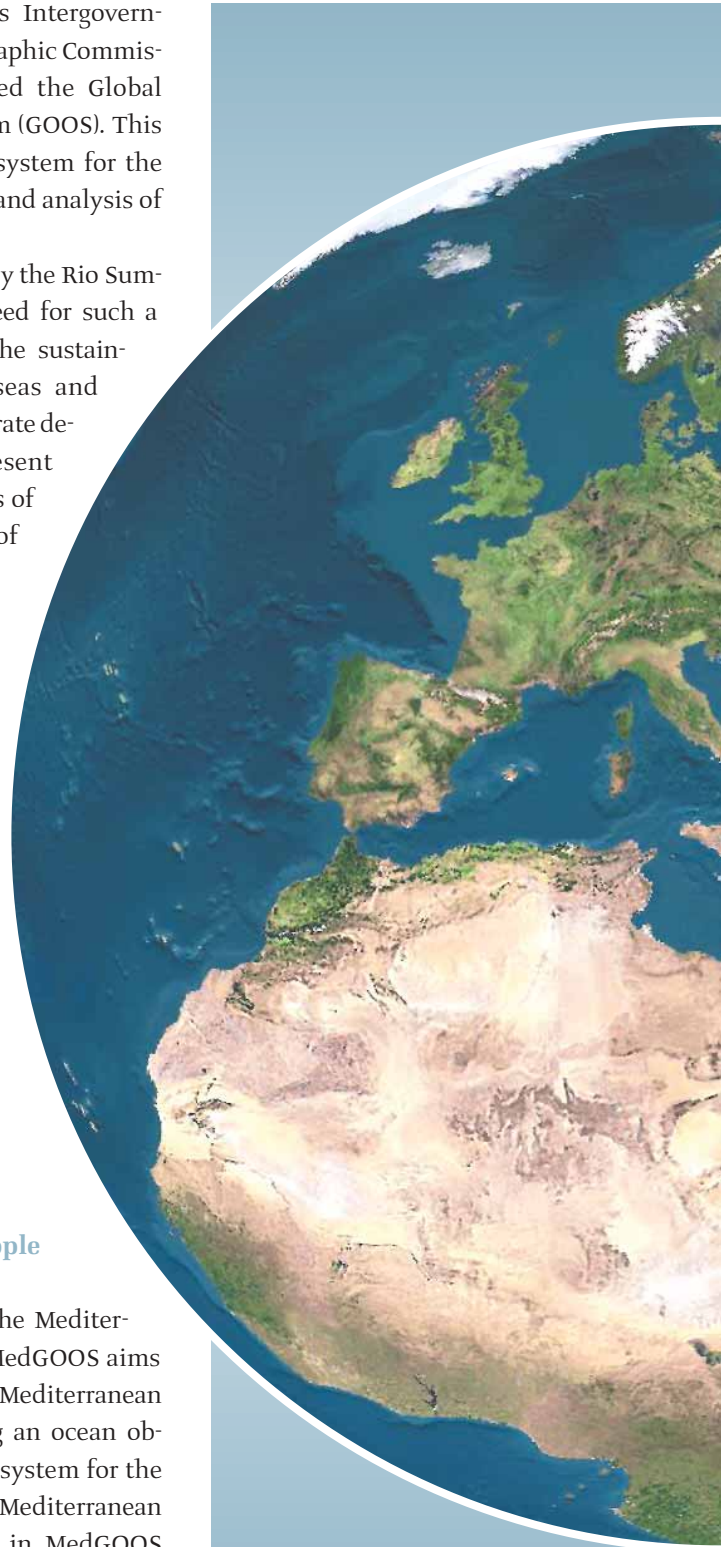 s Intergovern-
aphic Commis-
ed the Global
n (GOOS). This
system for the
and analysis of
y the Rio Sum-
eed for such a
he sustain-
seas and
rate de-
esent
s of
of
ople
he Mediter-
MedGOOS aims
Mediterranean
g an ocean ob-
system for the
Mediterranean
in MedGOOS